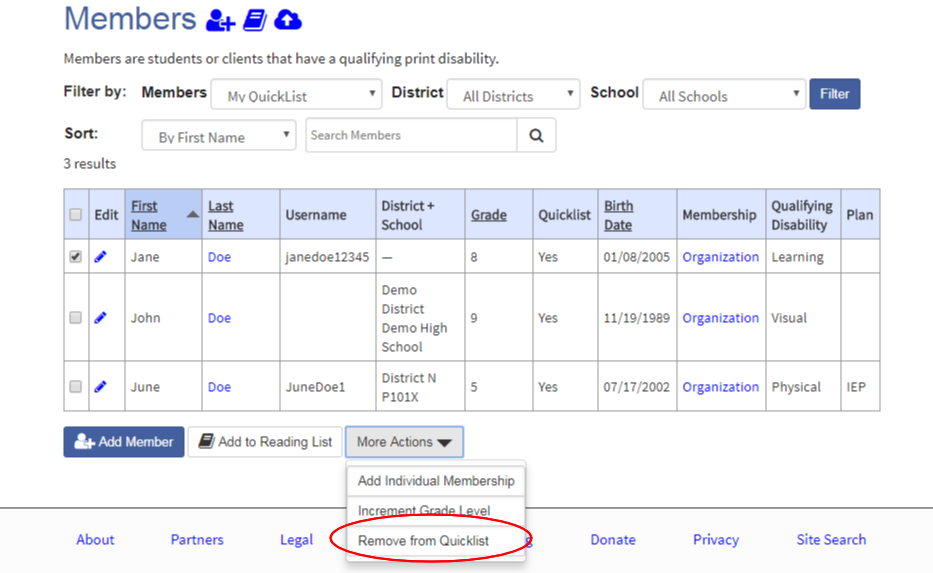 Members
Members are students or clients that have a qualifying print disability.
Filter by: Members My QuickList District All Districts School All Schools Filter
Sort: By First Name Search Members
3 results
Edit First Name Last Name Username District + School Grade Quicklist Birth Date Membership Qualifying Disability Plan
Jane Doe janedoe12345 — 8 Yes 01/08/2005 Organization Learning
John Doe Demo District Demo High School 9 Yes 11/19/1989 Organization Visual
June Doe JuneDoe1 District N P101X 5 Yes 07/17/2002 Organization Physical IEP
Add Member Add to Reading List More Actions
Add Individual Membership
Increment Grade Level
Remove from Quicklist
About Partners Legal Donate Privacy Site Search